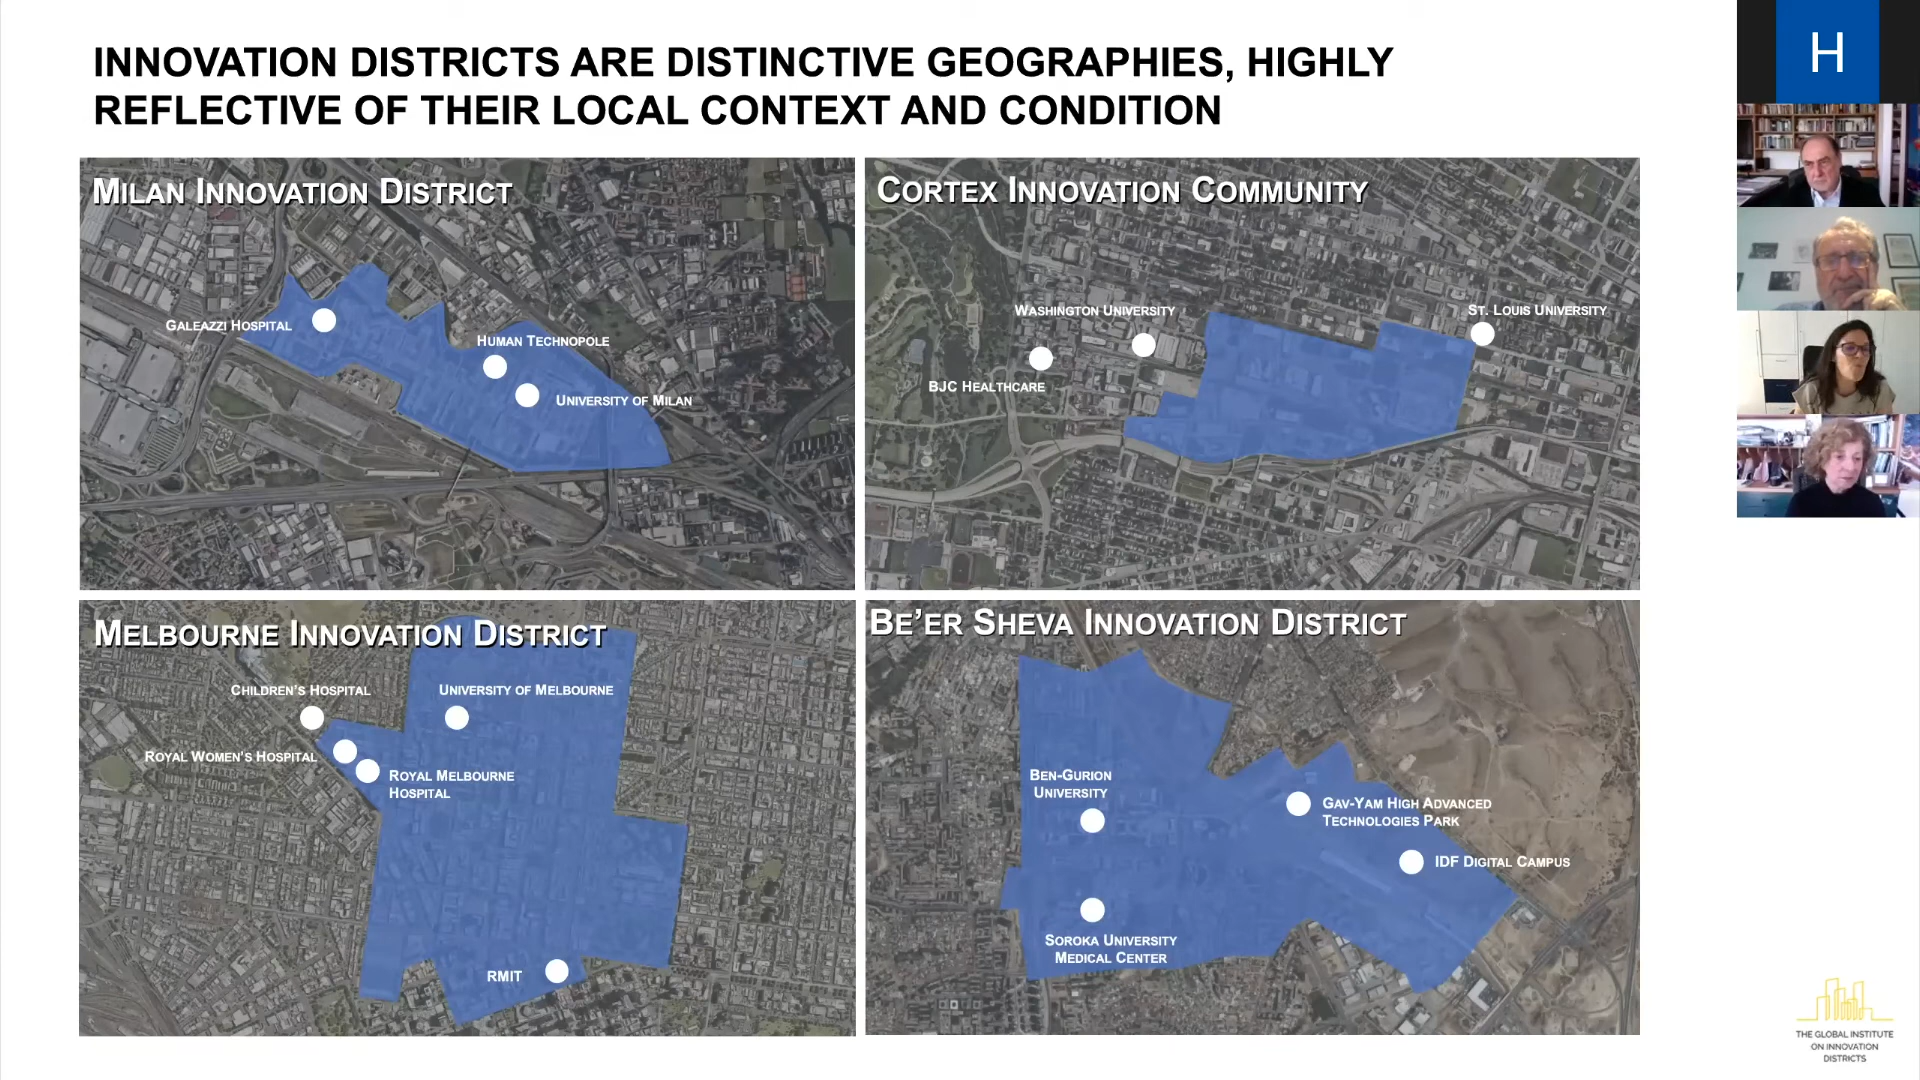 INNOVATION DISTRICTS ARE DISTINCTIVE GEOGRAPHIES, HIGHLY
REFLECTIVE OF THEIR LOCAL CONTEXT AND CONDITION
MILAN INNOVATION DISTRICT
GALEAZZI HOSPITAL
HUMAN TECHNOPOLE
UNIVERSITY OF MILAN
CORTEX INNOVATION COMMUNITY
WASHINGTON UNIVERSITY
ST. LOUIS UNIVERSITY
BJC HEALTHCARE
MELBOURNE INNOVATION DISTRICT
CHILDREN'S HOSPITAL
UNIVERSITY OF MELBOURNE
ROYAL WOMEN'S HOSPITAL
ROYAL MELBOURNE
HOSPITAL
RMIT
BE'ER SHEVA INNOVATION DISTRICT
BEN-GURION
UNIVERSITY
GAV-YAM HIGH ADVANCED
TECHNOLOGIES PARK
IDF DIGITAL CAMPUS
SOROKA UNIVERSITY
MEDICAL CENTER
H
THE GLOBAL INSTITUTE
ON INNOVATION
DISTRICTS